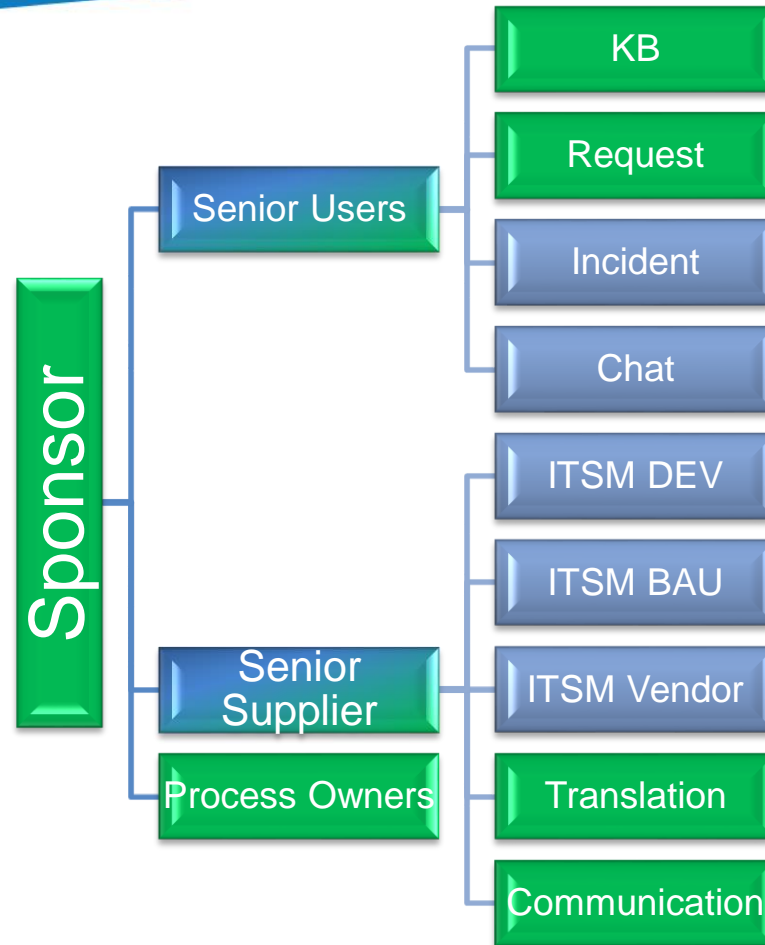 Sponsor
Senior Users
KB
Request
Incident
Chat
Senior
Supplier
ITSM DEV
ITSM BAU
ITSM Vendor
Translation
Communication
Process Owners